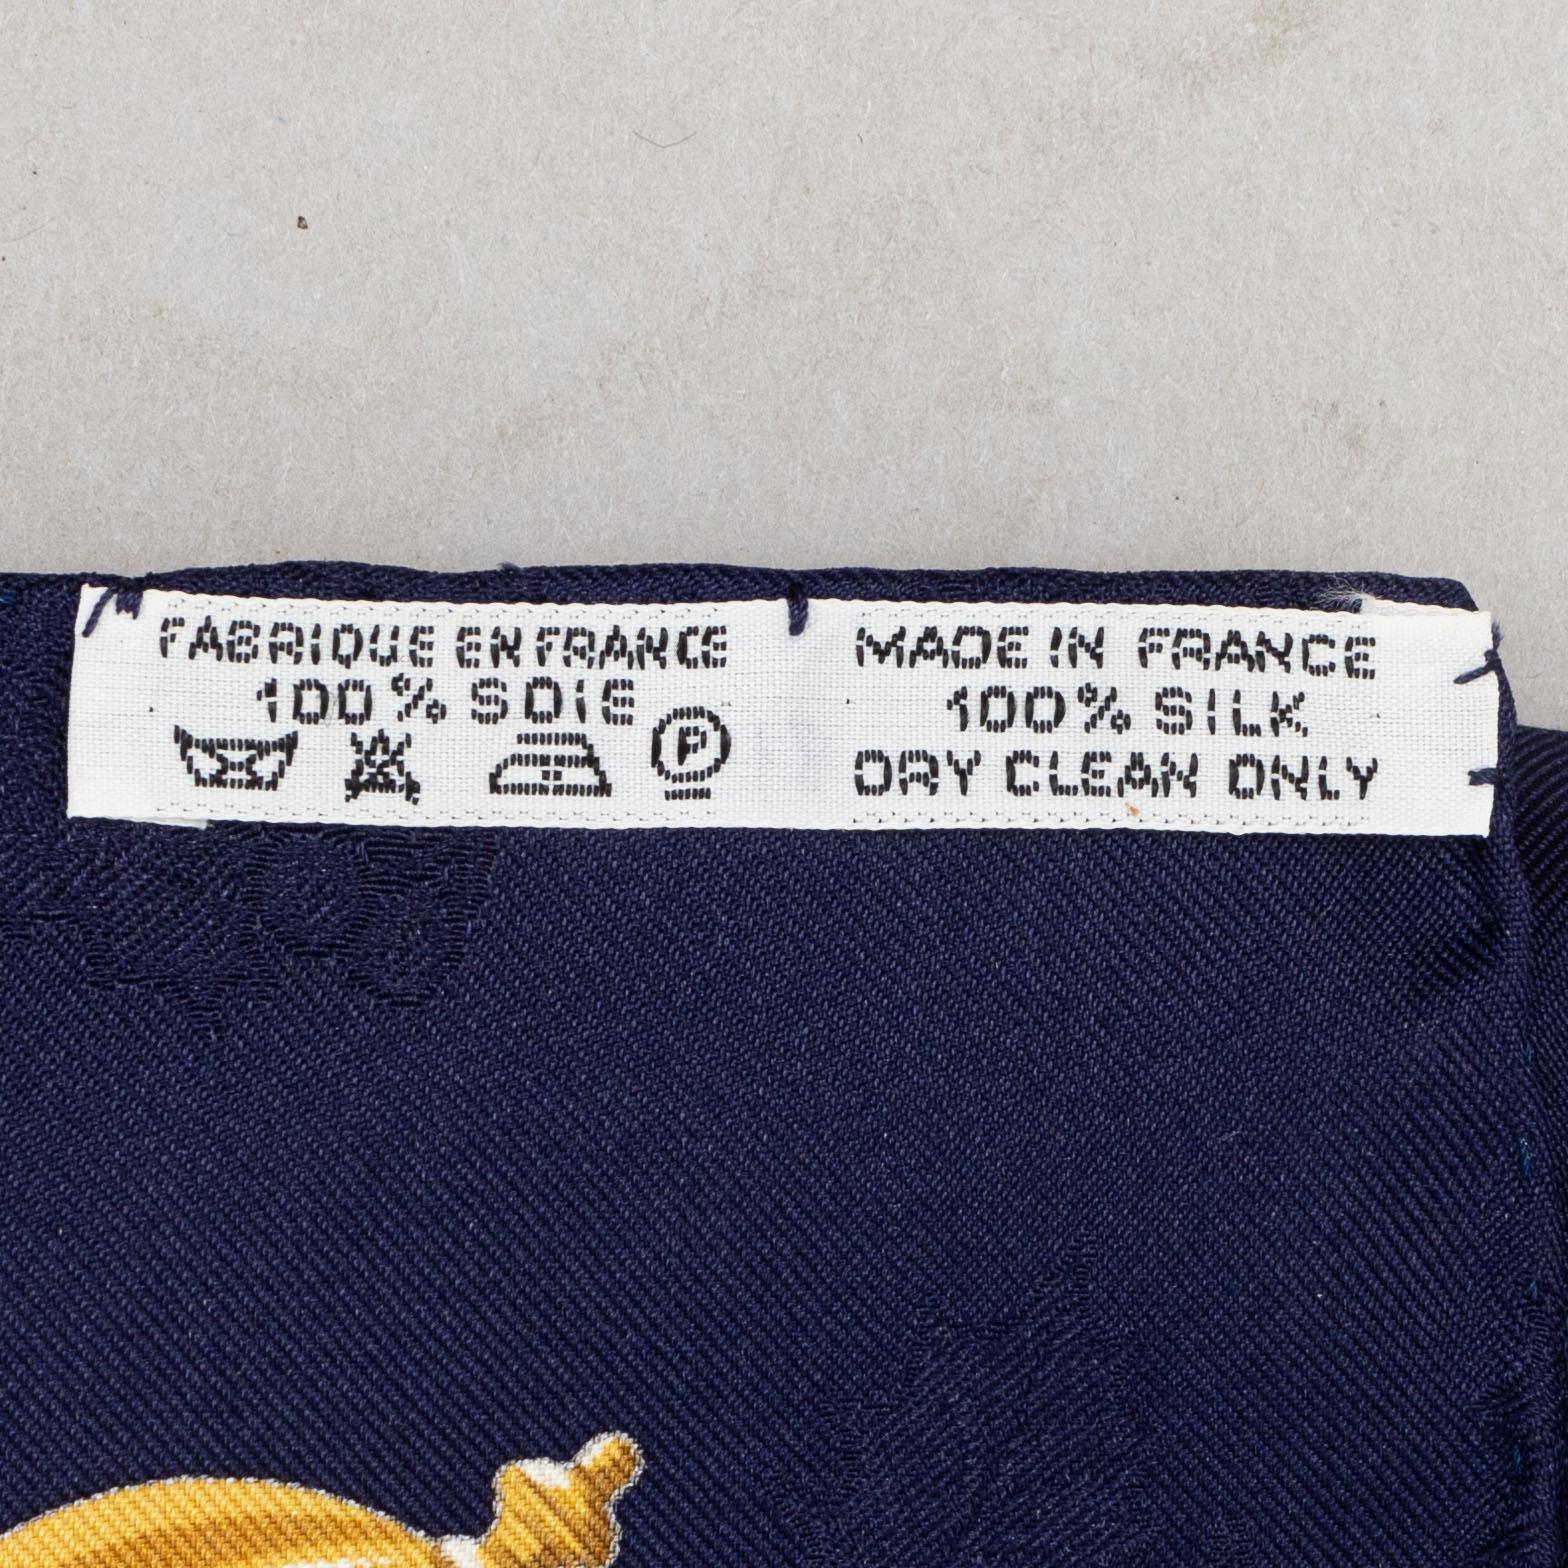 FABRIQUE EN FRANCE
100% SOIE
P
MADE IN FRANCE
100% SILK
DRY CLEAN ONLY